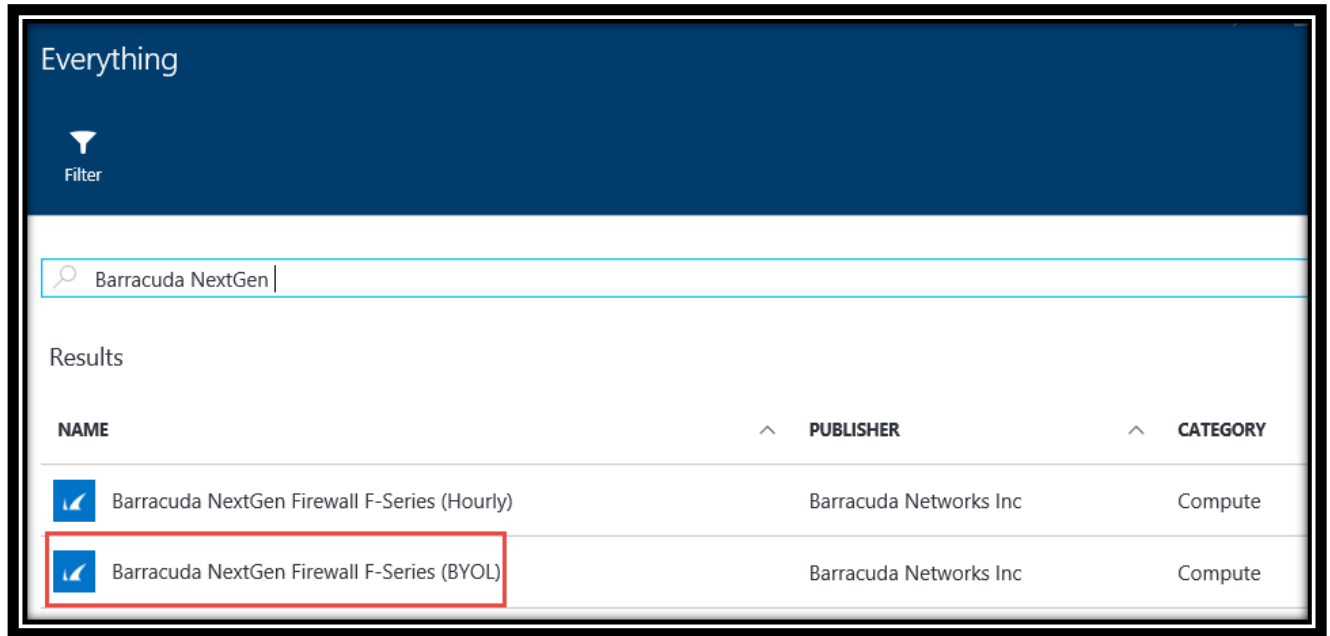 Everything
Filter
Barracuda NextGen
Results
NAME PUBLISHER CATEGORY
Barracuda NextGen Firewall F-Series (Hourly) Barracuda Networks Inc Compute
Barracuda NextGen Firewall F-Series (BYOL) Barracuda Networks Inc Compute